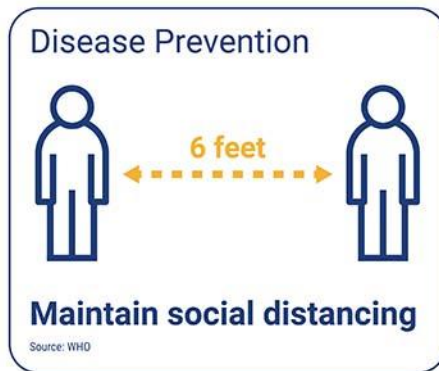 Disease Prevention
6 feet
Maintain social distancing
Source: WHO